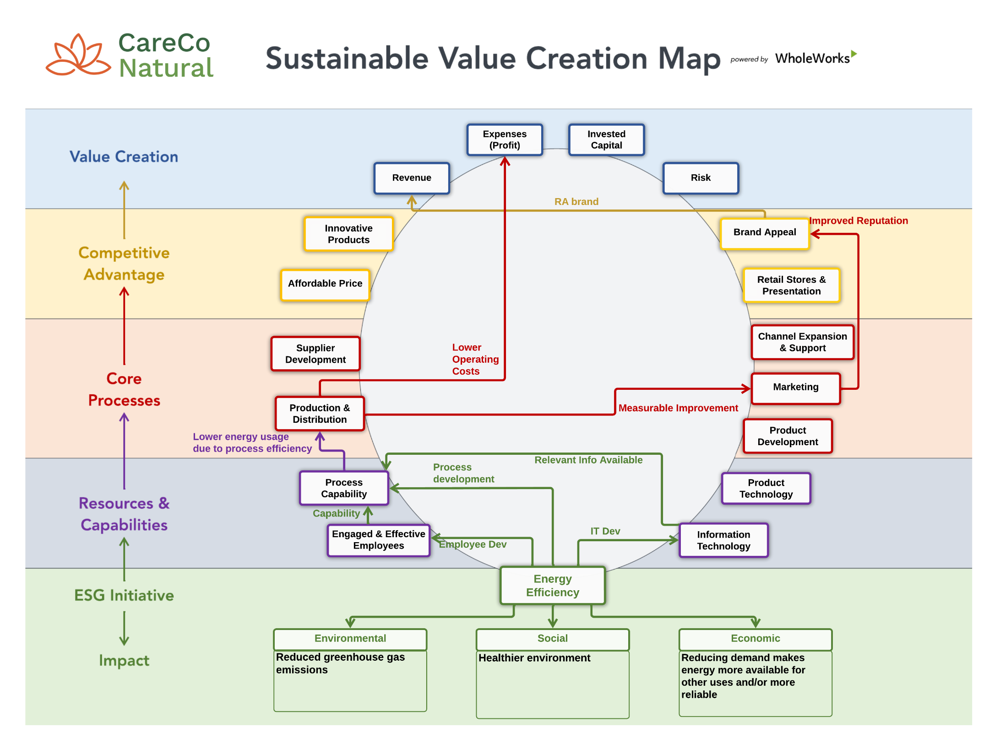 CareCo
Natural
Sustainable Value Creation Map
powered by WholeWorks
Value Creation
Expenses
(Profit)
Invested
Capital
Revenue
Risk
RA brand
Competitive
Advantage
Innovative
Products
Brand Appeal
Improved Reputation
Affordable Price
Retail Stores &
Presentation
Core
Processes
Supplier
Development
Lower
Operating
Costs
Channel Expansion
& Support
Marketing
Production &
Distribution
Measurable Improvement
Product
Development
Lower energy usage
due to process efficiency
Resources &
Capabilities
Relevant Info Available
Process
development
Process
Capability
Product
Technology
Capability
Engaged & Effective
Employees
Employee Dev
IT Dev
Information
Technology
ESG Initiative
Energy
Efficiency
Impact
Environmental
Reduced greenhouse gas
emissions
Social
Healthier environment
Economic
Reducing demand makes
energy more available for
other uses and/or more
reliable